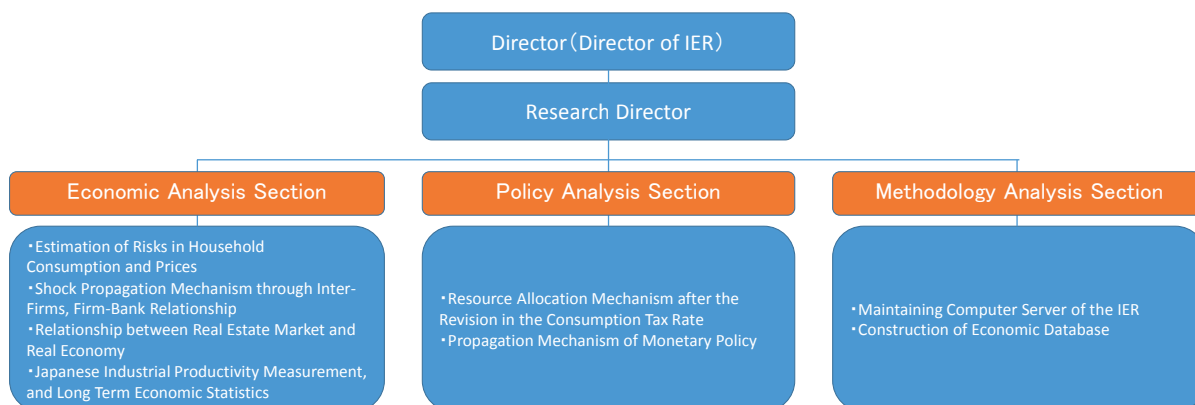 Director（Director of IER）
Research Director
Economic Analysis Section
Policy Analysis Section
Methodology Analysis Section
・Estimation of Risks in Household
Consumption and Prices
・Shock Propagation Mechanism through Inter-
Firms, Firm-Bank Relationship
・Relationship between Real Estate Market and
Real Economy
・Japanese Industrial Productivity Measurement,
and Long Term Economic Statistics
・Resource Allocation Mechanism after the
Revision in the Consumption Tax Rate
・Propagation Mechanism of Monetary Policy
・Maintaining Computer Server of the IER
・Construction of Economic Database